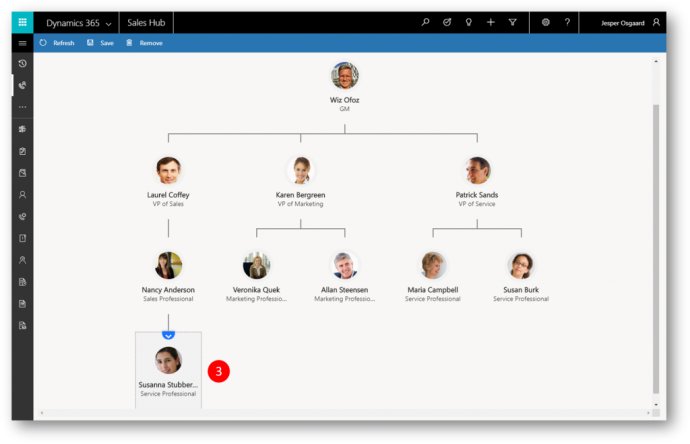 Dynamics 365 Sales Hub Jesper Osgaard
Refresh Save Remove
Wiz Ofoz
GM
Laurel Coffey Karen Bergreen Patrick Sands
VP of Sales VP of Marketing VP of Service
Nancy Anderson Veronika Quek Allan Steensen Maria Campbell Susan Burk
Sales Professional Marketing Professio... Marketing Professio... Service Professional Service Professional
3
Susanna Stubber...
Service Professional